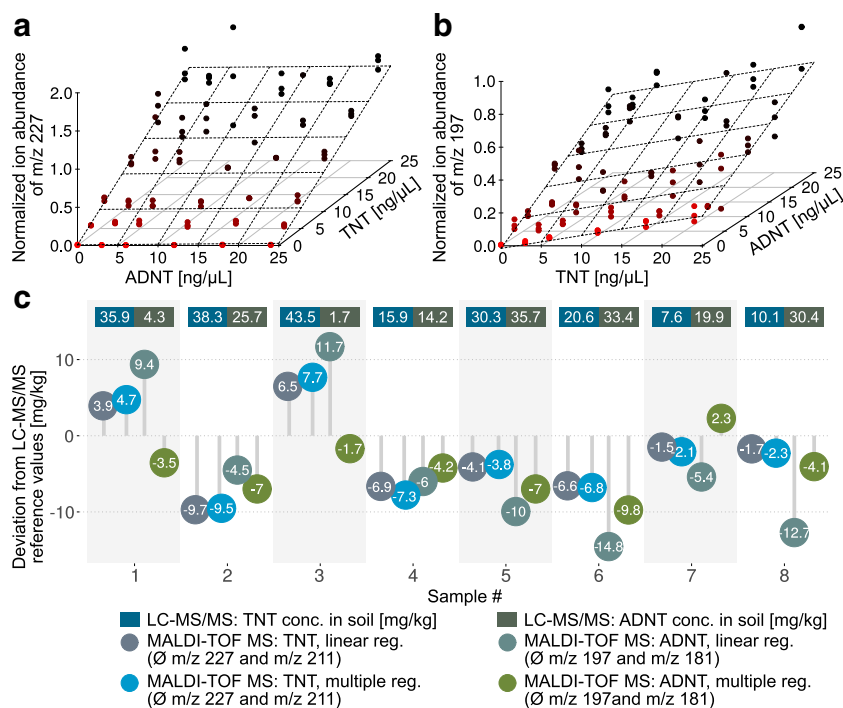 a
Normalized ion abundance
of m/z 227
2.0
1.5
1.0
0.5
0.0
0 5 10 15 20 25
ADNT [ng/µL]
0 5 10 15 20 25
TNT [ng/µL]
b
Normalized ion abundance
of m/z 197
1.0
0.8
0.6
0.4
0.2
0.0
0 5 10 15 20 25
TNT [ng/µL]
0 5 10 15 20 25
ADNT [ng/µL]
c
35.9 4.3 38.3 25.7 43.5 1.7 15.9 14.2 30.3 35.7 20.6 33.4 7.6 19.9 10.1 30.4
Deviation from LC-MS/MS
reference values [mg/kg]
10
0
-10
3.9 4.7 9.4 -3.5
-9.7 -9.5 -4.5 -7
6.5 7.7 11.7 -1.7
-6.9 -7.3 -6 -4.2
-4.1 -3.8 -10 -7
-6.6 -6.8 -14.8 -9.8
-1.5 -2.1 -5.4 2.3
-1.7 -2.3 -12.7 -4.1
1 2 3 4 5 6 7 8
Sample #
LC-MS/MS: TNT conc. in soil [mg/kg]
MALDI-TOF MS: TNT, linear reg.
(Ø m/z 227 and m/z 211)
MALDI-TOF MS: TNT, multiple reg.
(Ø m/z 227 and m/z 211)
LC-MS/MS: ADNT conc. in soil [mg/kg]
MALDI-TOF MS: ADNT, linear reg.
(Ø m/z 197 and m/z 181)
MALDI-TOF MS: ADNT, multiple reg.
(Ø m/z 197and m/z 181)